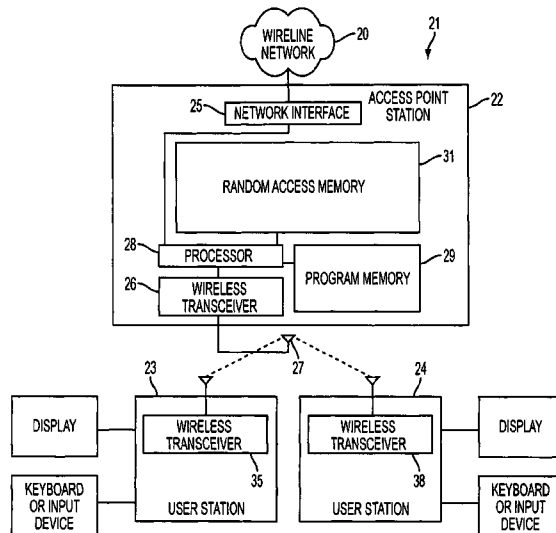 WIRELINE
NETWORK
20
21
25
NETWORK INTERFACE
ACCESS POINT
STATION
22
31
RANDOM ACCESS MEMORY
28
PROCESSOR
29
PROGRAM MEMORY
26
WIRELESS
TRANSCEIVER
27
23
24
DISPLAY
WIRELESS
TRANSCEIVER
35
WIRELESS
TRANSCEIVER
38
DISPLAY
KEYBOARD
OR INPUT
DEVICE
USER STATION
USER STATION
KEYBOARD
OR INPUT
DEVICE